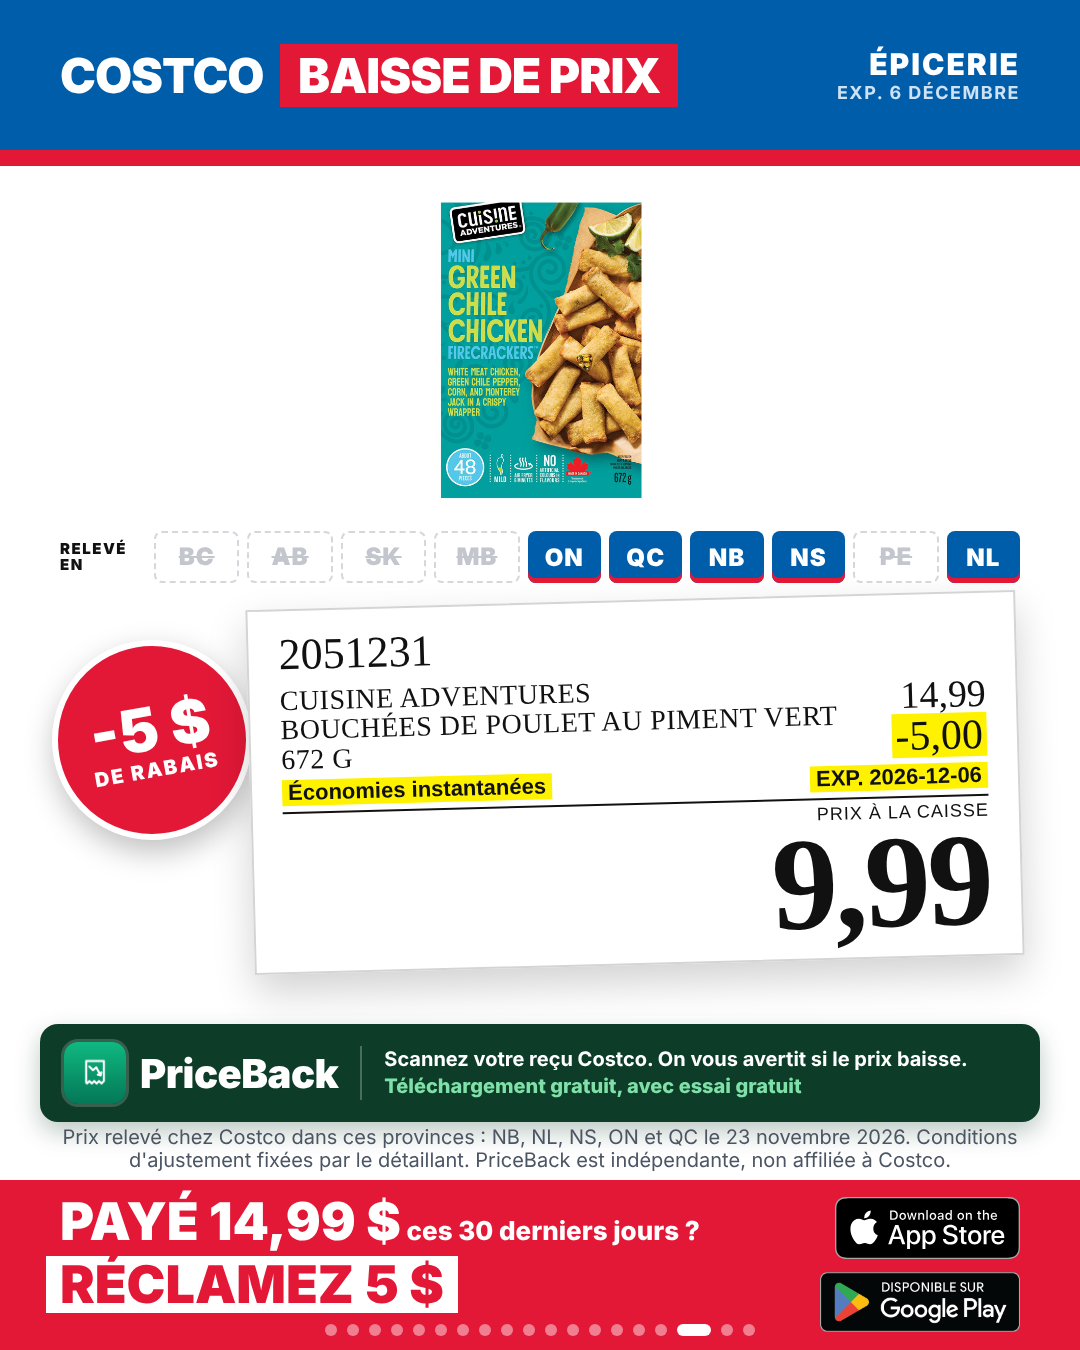 COSTCO BAISSE DE PRIX
ÉPICERIE
EXP. 6 DÉCEMBRE
CUISINE
ADVENTURES
MINI
GREEN
CHILE
CHICKEN
FIRECRACKERS
WHITE MEAT CHICKEN,
GREEN CHILE PEPPER,
CORN, AND MONTEREY
JACK IN A CRISPY
WRAPPER
ABOUT
48
PIECES
MILD
NO
ARTIFICIAL
COLOURS OR
FLAVORS
672 g
RELEVÉ
EN
BC AB SK MB ON QC NB NS PE NL
-5 $
DE RABAIS
2051231
CUISINE ADVENTURES
BOUCHÉES DE POULET AU PIMENT VERT
672 G
14,99
-5,00
Économies instantanées
EXP. 2026-12-06
PRIX À LA CAISSE
9,99
PriceBack
Scannez votre reçu Costco. On vous avertit si le prix baisse.
Téléchargement gratuit, avec essai gratuit
Prix relevé chez Costco dans ces provinces : NB, NL, NS, ON et QC le 23 novembre 2026. Conditions
d'ajustement fixées par le détaillant. PriceBack est indépendante, non affiliée à Costco.
PAYÉ 14,99 $ ces 30 derniers jours ?
RÉCLAMEZ 5 $
Download on the
App Store
DISPONIBLE SUR
Google Play